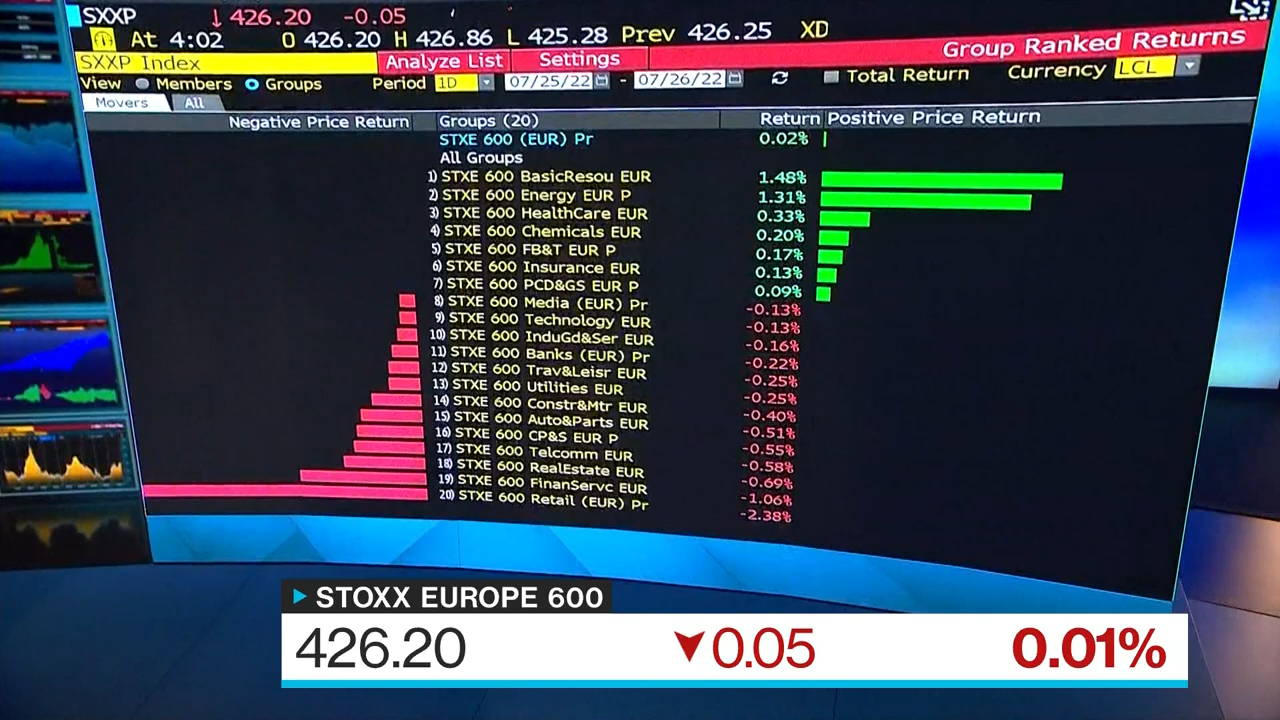 SXXP ↓ 426.20 -0.05
At 4:02 O 426.20 H 426.86 L 425.28 Prev 426.25 XD
SXXP Index Analyze List Settings Group Ranked Returns
View Members Groups Period 1D 07/25/22 - 07/26/22 Total Return Currency LCL
Movers All
Negative Price Return Groups (20) Return Positive Price Return
STXE 600 (EUR) Pr 0.02%
All Groups
1) STXE 600 BasicResou EUR 1.48%
2) STXE 600 Energy EUR P 1.31%
3) STXE 600 HealthCare EUR 0.33%
4) STXE 600 Chemicals EUR 0.20%
5) STXE 600 FB&T EUR P 0.17%
6) STXE 600 Insurance EUR 0.13%
7) STXE 600 PCD&GS EUR P 0.09%
8) STXE 600 Media (EUR) Pr -0.13%
9) STXE 600 Technology EUR -0.13%
10) STXE 600 InduGd&Ser EUR -0.16%
11) STXE 600 Banks (EUR) Pr -0.22%
12) STXE 600 Trav&Leisr EUR -0.25%
13) STXE 600 Utilities EUR -0.25%
14) STXE 600 Constr&Mtr EUR -0.40%
15) STXE 600 Auto&Parts EUR -0.51%
16) STXE 600 CP&S EUR P -0.55%
17) STXE 600 Telcomm EUR -0.58%
18) STXE 600 RealEstate EUR -0.69%
19) STXE 600 FinanServc EUR -1.06%
20) STXE 600 Retail (EUR) Pr -2.38%
STOXX EUROPE 600
426.20 0.05 0.01%